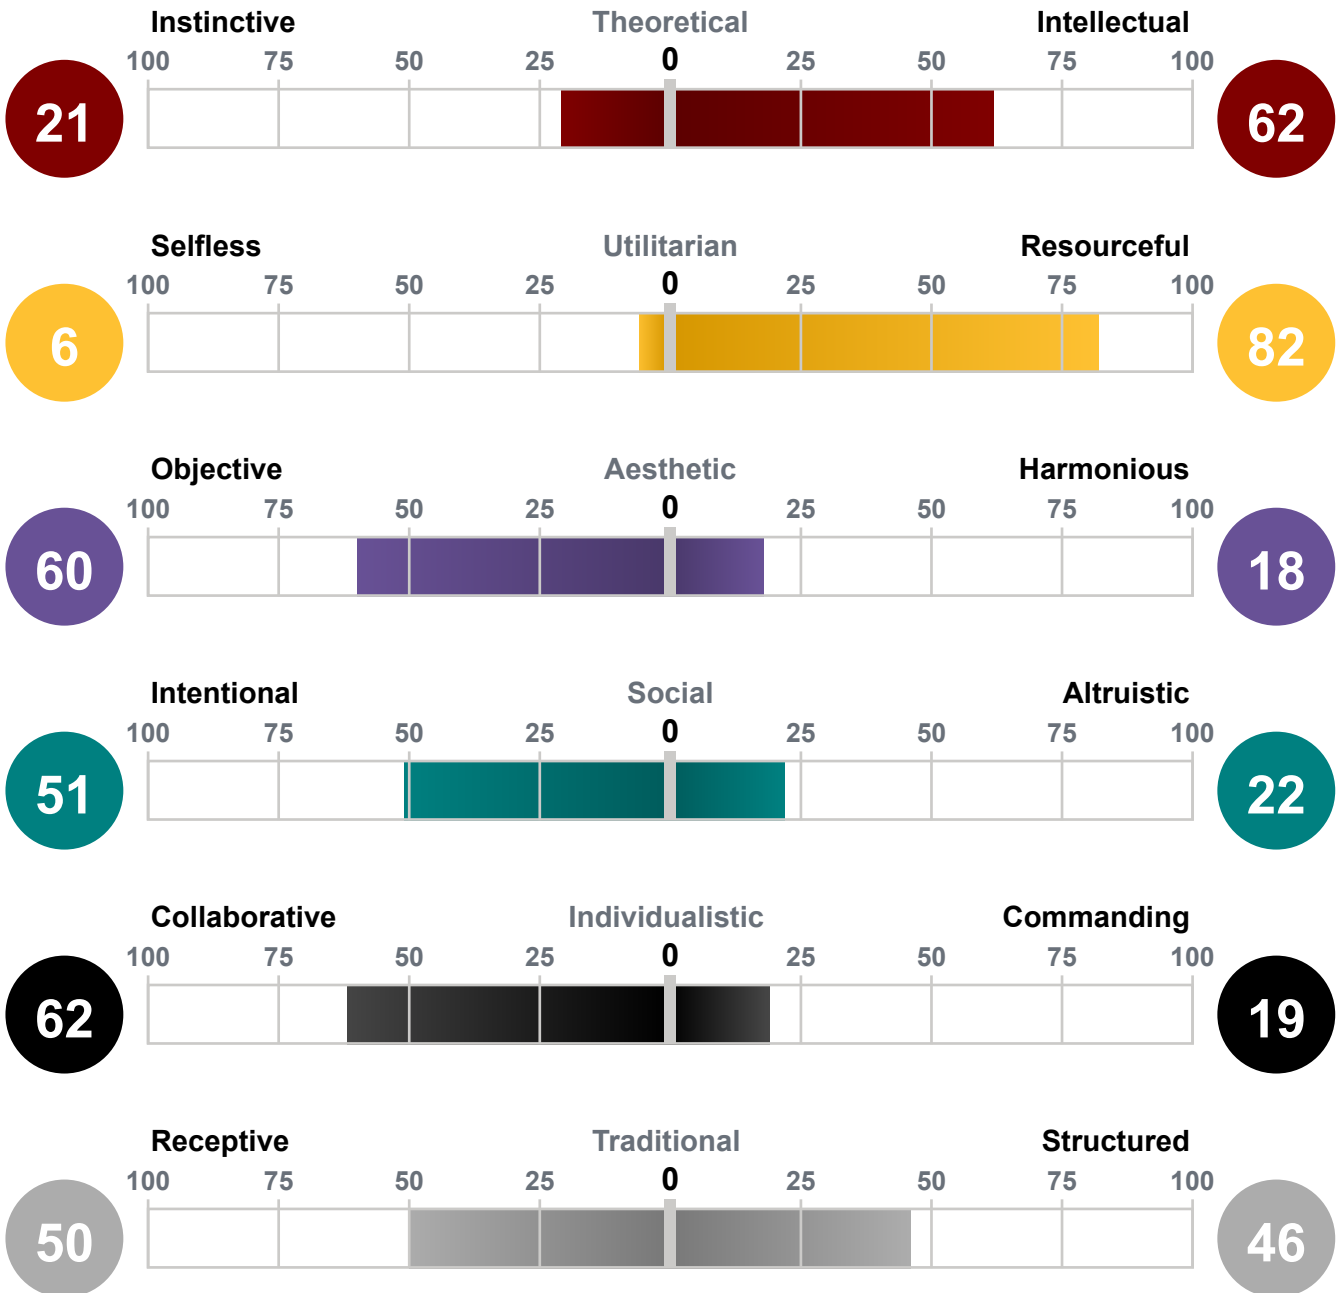 Instinctive Theoretical Intellectual
100 75 50 25 0 25 50 75 100
21 62
Selfless Utilitarian Resourceful
100 75 50 25 0 25 50 75 100
6 82
Objective Aesthetic Harmonious
100 75 50 25 0 25 50 75 100
60 18
Intentional Social Altruistic
100 75 50 25 0 25 50 75 100
51 22
Collaborative Individualistic Commanding
100 75 50 25 0 25 50 75 100
62 19
Receptive Traditional Structured
100 75 50 25 0 25 50 75 100
50 46